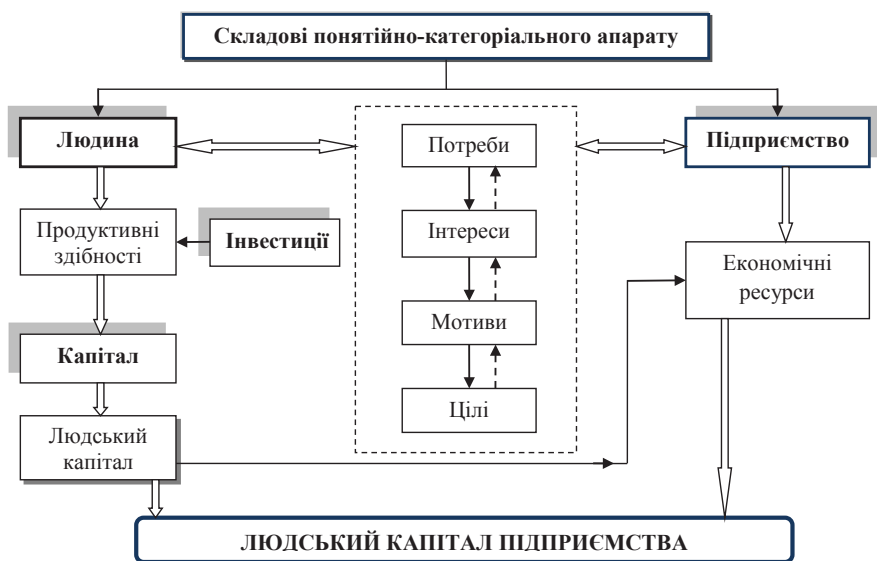 Складові понятійно-категоріального апарату
Людина
Підприємство
Потреби
Продуктивні
здібності
Інвестиції
Інтереси
Економічні
ресурси
Мотиви
Капітал
Цілі
Людський
капітал
ЛЮДСЬКИЙ КАПІТАЛ ПІДПРИЄМСТВА